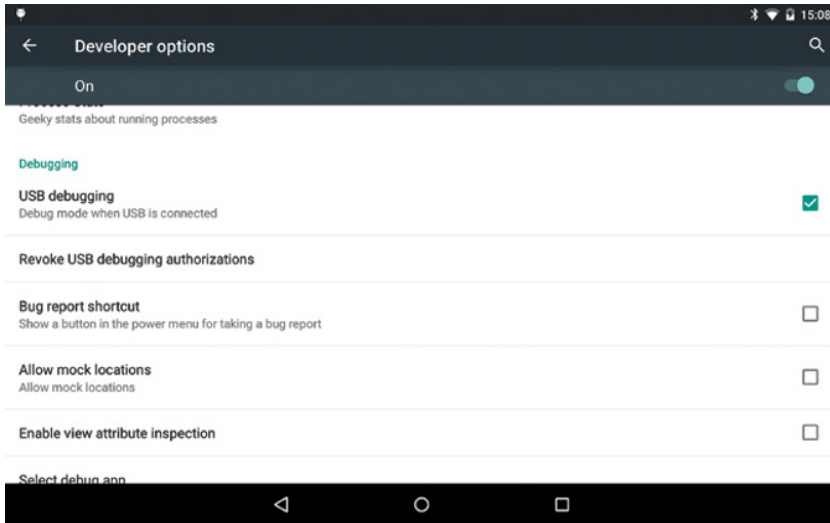 15:08
Developer options
On
Process Stats
Geeky stats about running processes
Debugging
USB debugging
Debug mode when USB is connected
Revoke USB debugging authorizations
Bug report shortcut
Show a button in the power menu for taking a bug report
Allow mock locations
Allow mock locations
Enable view attribute inspection
Select debug app